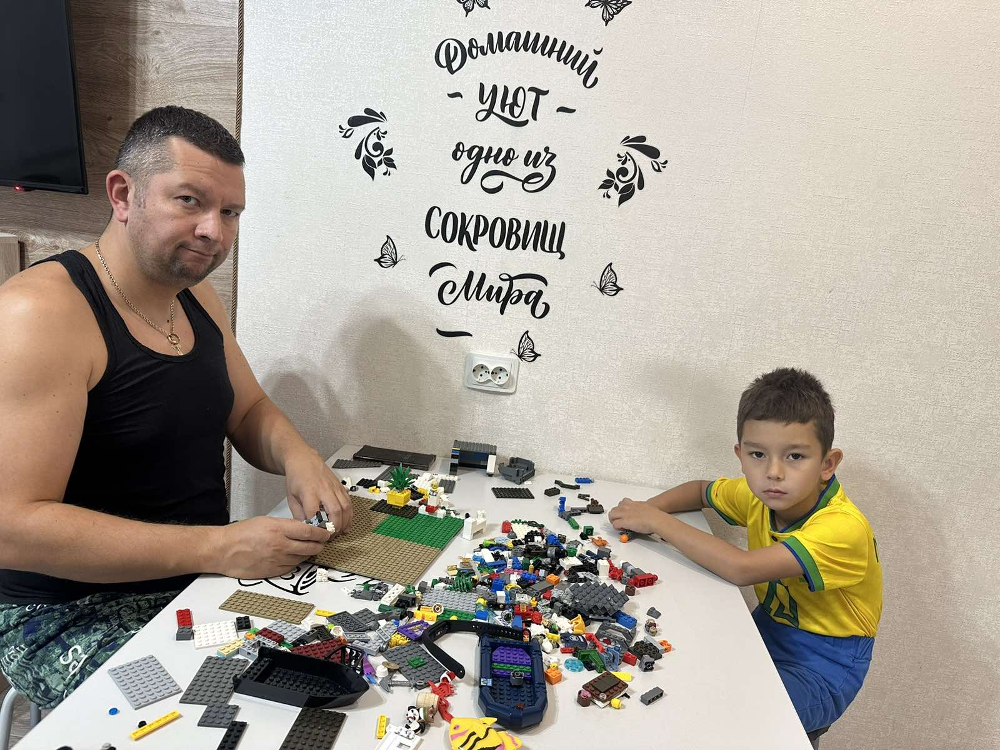 Домашний
- уют -
одно из
СОКРОВИЩ
Мира